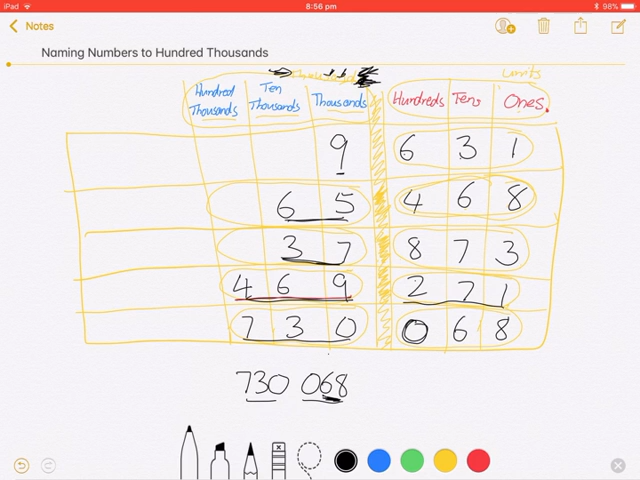 iPad 8:56 pm 98%
Notes
Naming Numbers to Hundred Thousands
Units
Hundred Thousands Ten Thousands Thousands Hundreds Tens Ones.
9 6 3 1
6 5 4 6 8
3 7 8 7 3
4 6 9 2 7 1
7 3 0 0 6 8
730 068